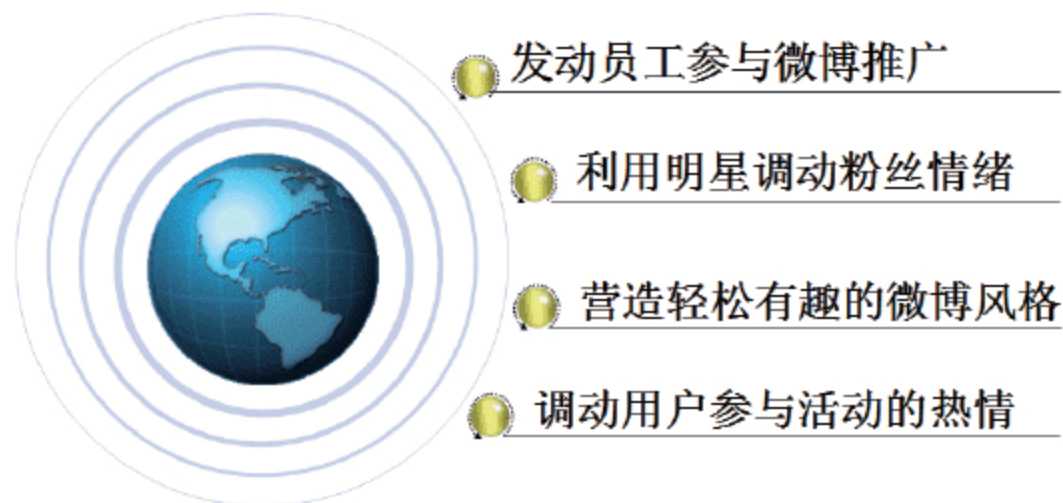 发动员工参与微博推广
利用明星调动粉丝情绪
营造轻松有趣的微博风格
调动用户参与活动的热情